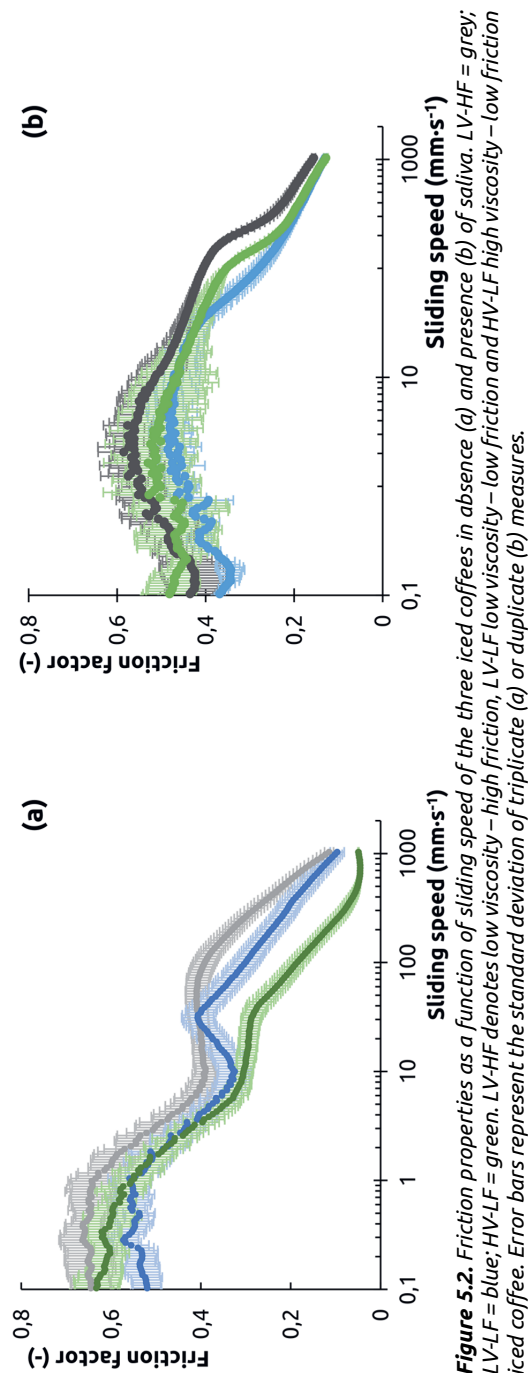 (a)
Friction factor (-)
0,8
0,6
0,4
0,2
0
0,1
1
10
100
1000
Sliding speed (mm·s⁻¹)
(b)
Friction factor (-)
0,8
0,6
0,4
0,2
0
0,1
10
1000
Sliding speed (mm·s⁻¹)
Figure 5.2. Friction properties as a function of sliding speed of the three iced coffees in absence (a) and presence (b) of saliva. LV-HF = grey;
LV-LF = blue; HV-LF = green. LV-HF denotes low viscosity – high friction, LV-LF low viscosity – low friction and HV-LF high viscosity – low friction
iced coffee. Error bars represent the standard deviation of triplicate (a) or duplicate (b) measures.